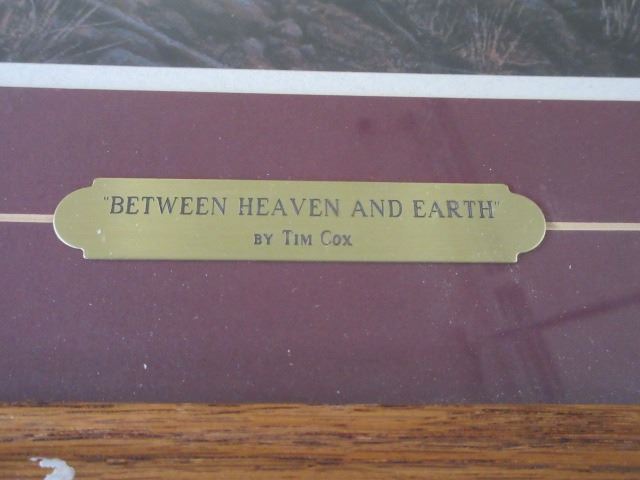 "BETWEEN HEAVEN AND EARTH"
BY TIM COX